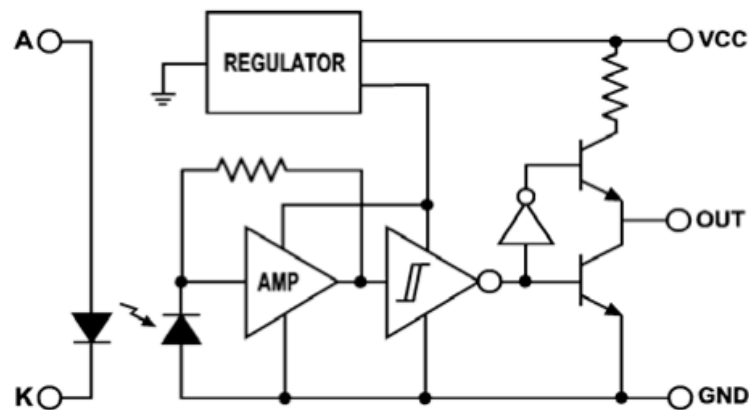 A
REGULATOR
VCC
AMP
OUT
K
GND